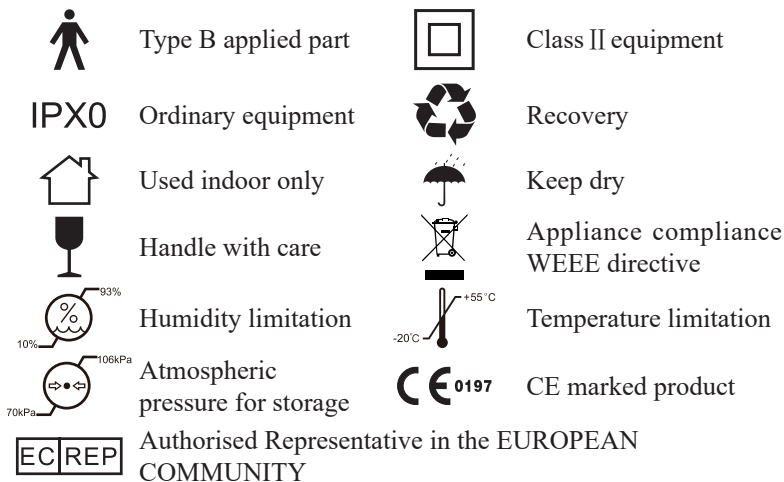 Type B applied part
Class Ⅱ equipment
IPX0
Ordinary equipment
Recovery
Used indoor only
Keep dry
Handle with care
Appliance compliance
WEEE directive
93%
%
10%
Humidity limitation
+55°C
-20°C
Temperature limitation
106kPa
70kPa
Atmospheric
pressure for storage
CE 0197
CE marked product
EC REP
Authorised Representative in the EUROPEAN
COMMUNITY